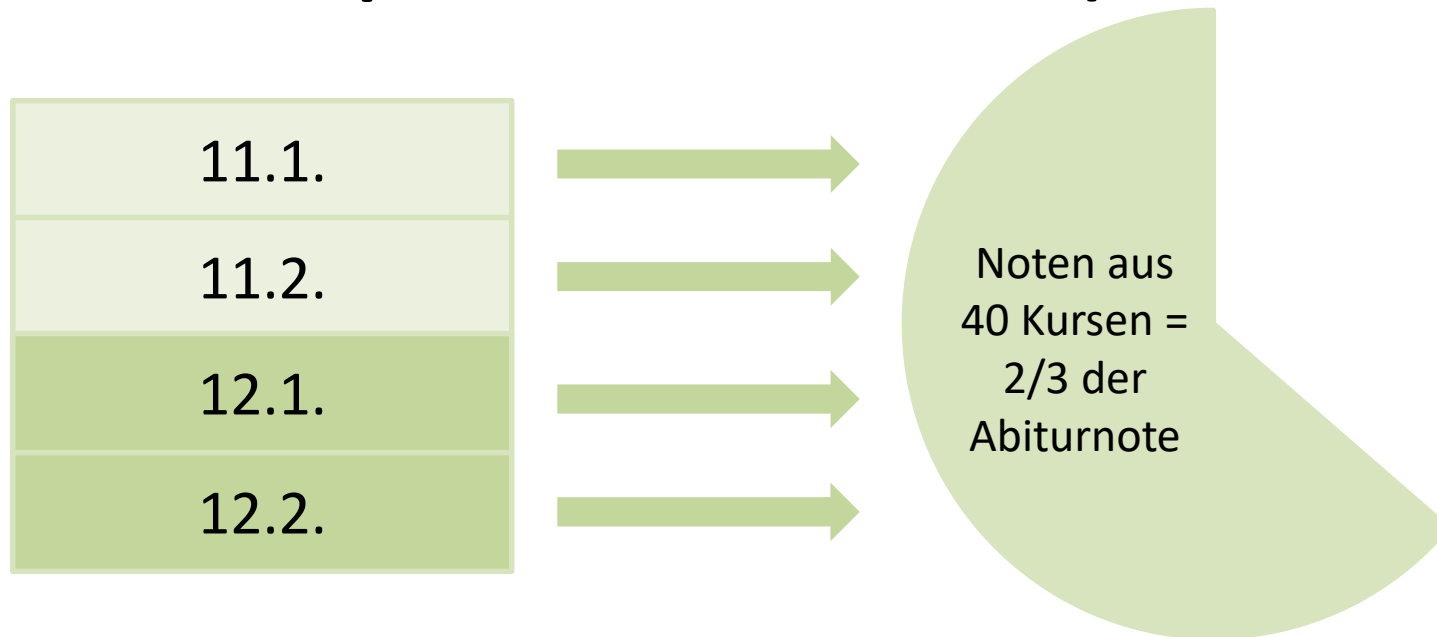 11.1.
11.2.
12.1.
12.2.
Noten aus
40 Kursen =
2/3 der
Abiturnote